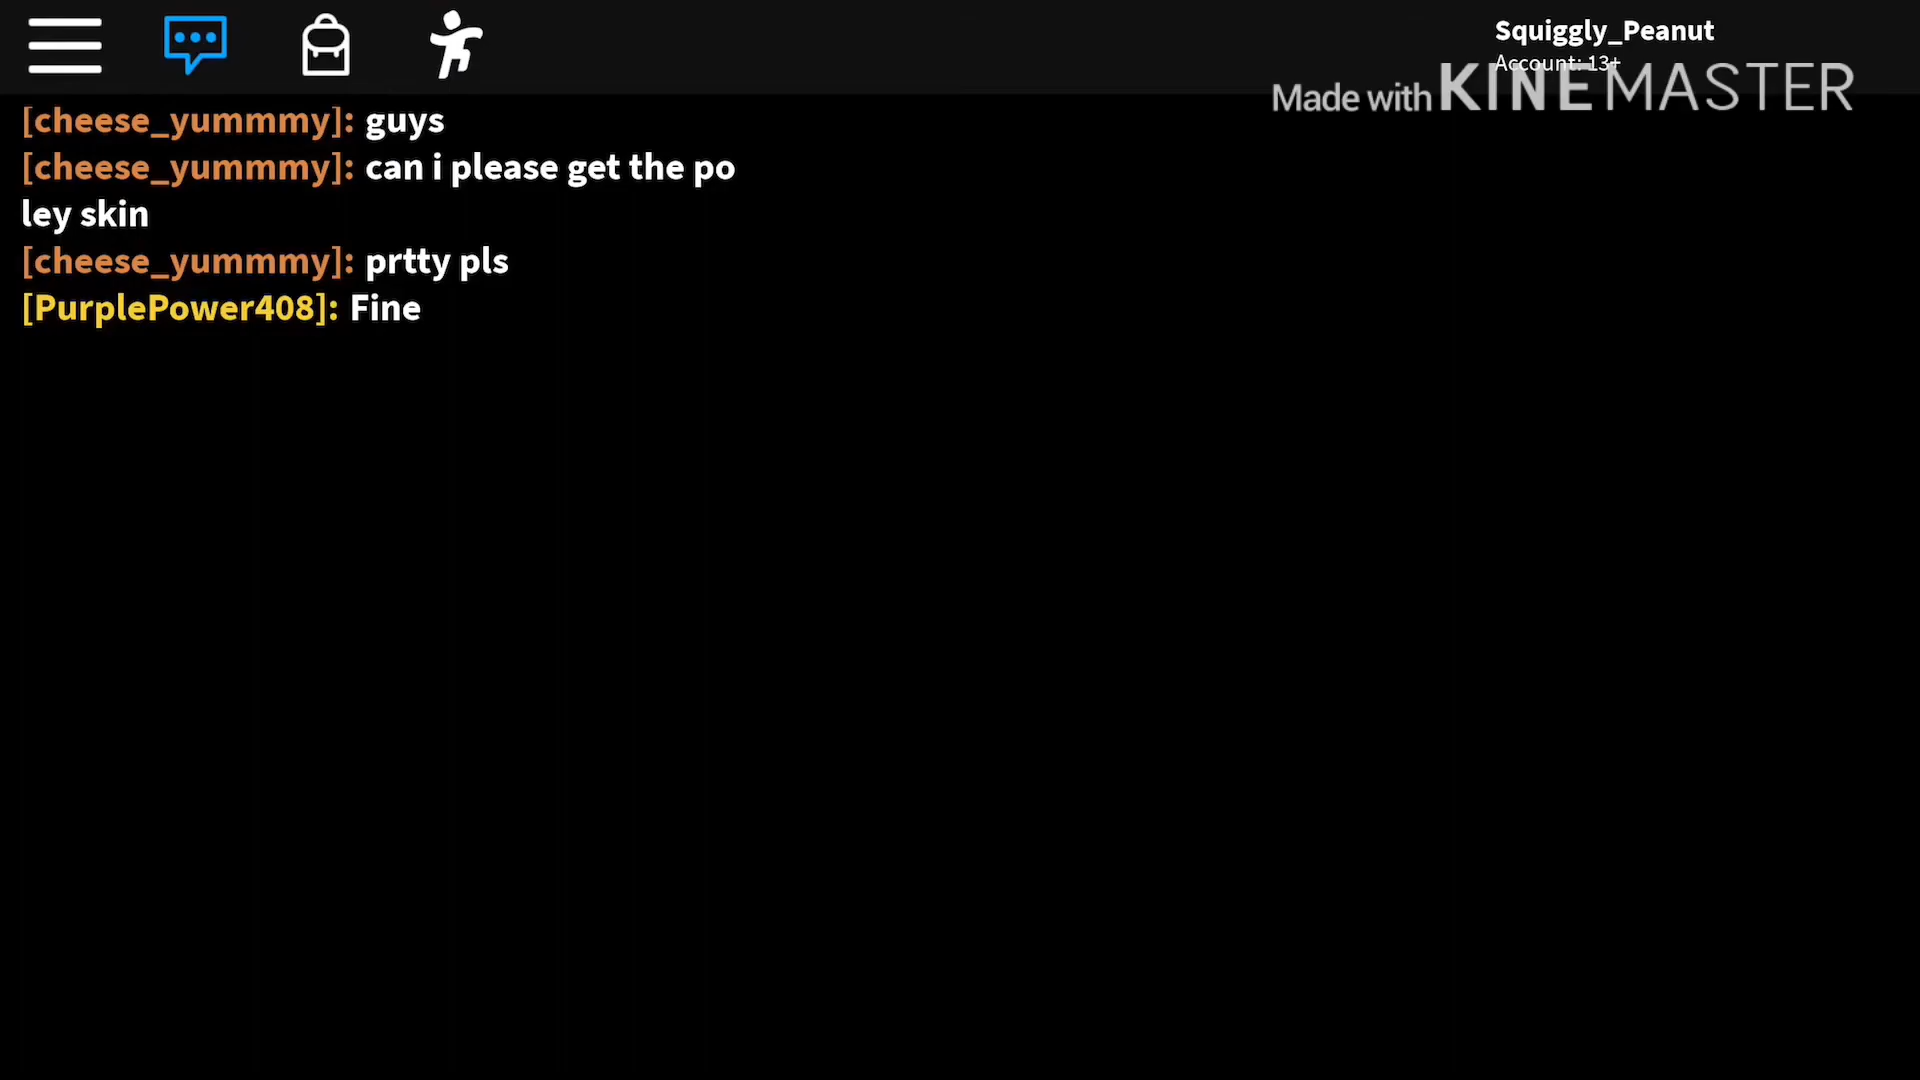 Squiggly_Peanut
Account: 13+
Made with KINEMASTER
[cheese_yummmy]: guys
[cheese_yummmy]: can i please get the po
ley skin
[cheese_yummmy]: prtty pls
[PurplePower408]: Fine